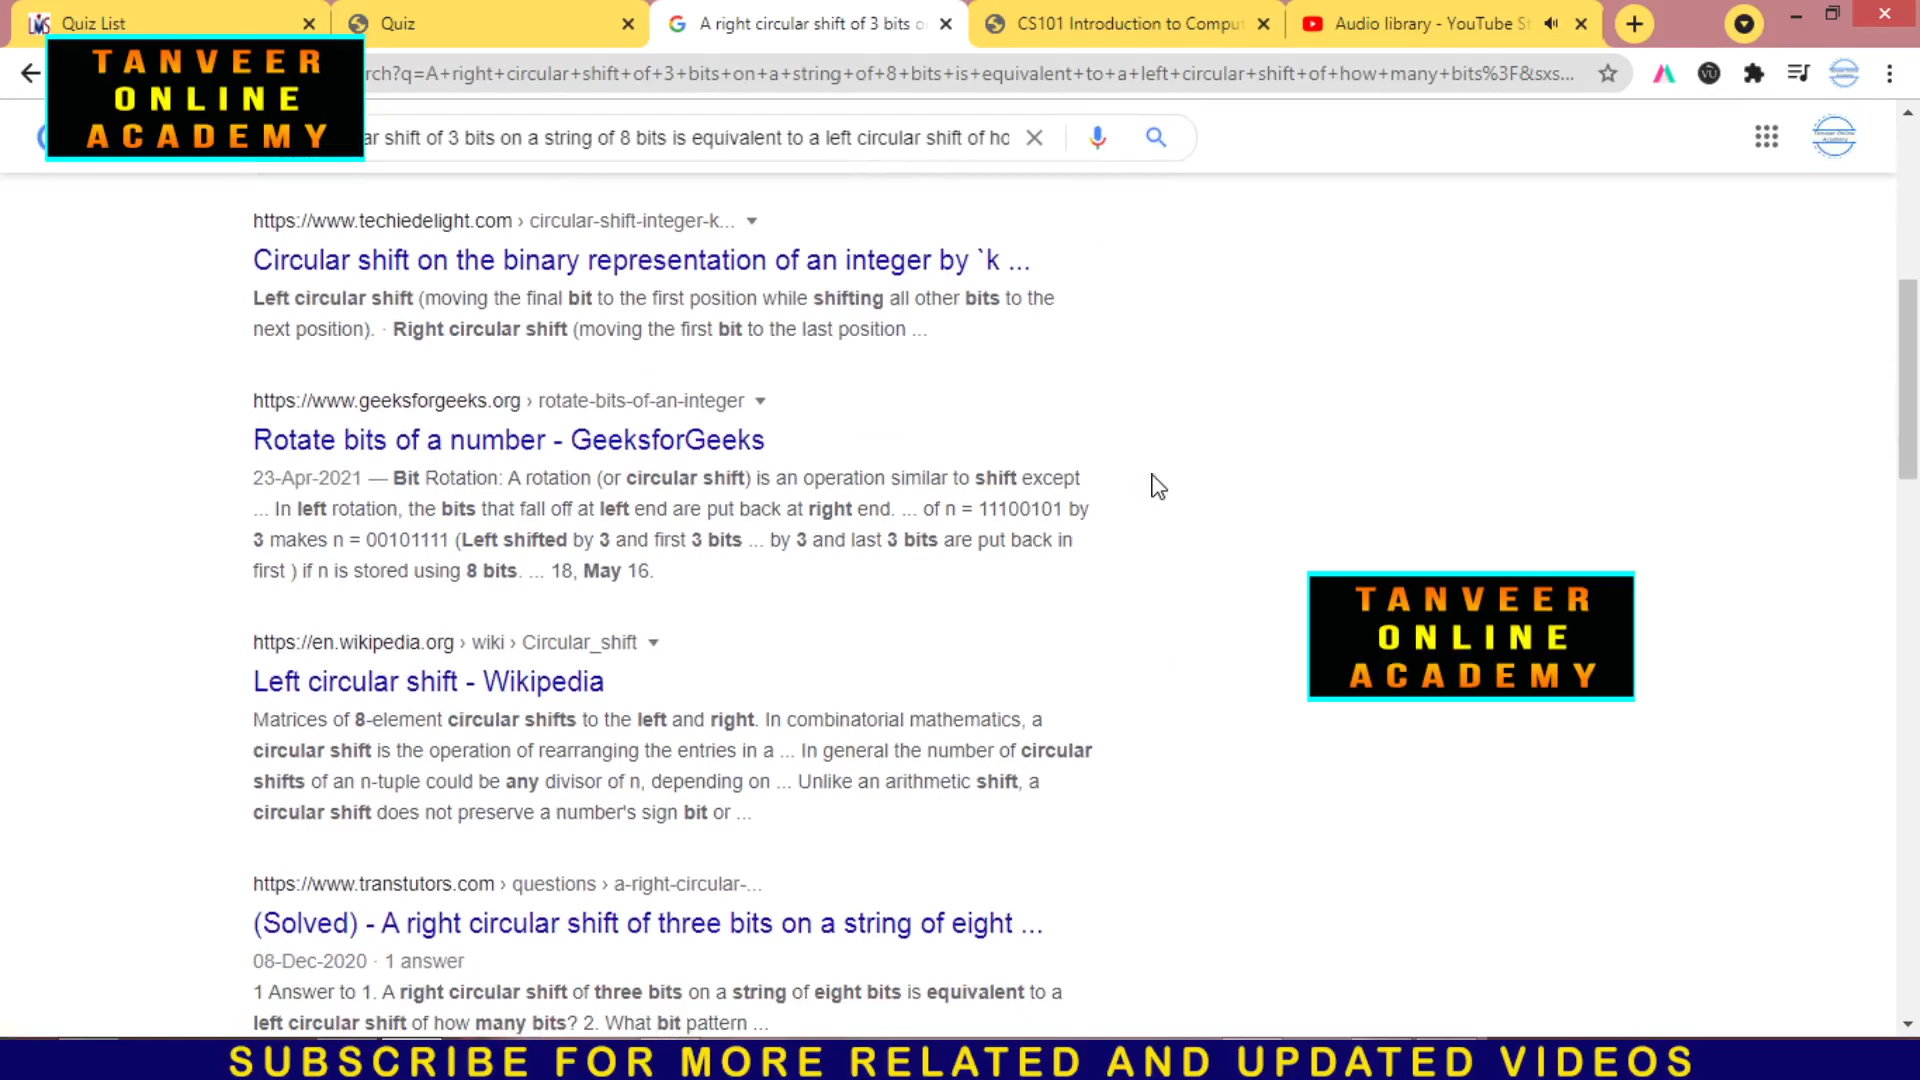 Quiz List
Quiz
A right circular shift of 3 bits o
CS101 Introduction to Compu
Audio library - YouTube St
TANVEER
ONLINE
ACADEMY
rch?q=A+right+circular+shift+of+3+bits+on+a+string+of+8+bits+is+equivalent+to+a+left+circular+shift+of+how+many+bits%3F&sxs...
ar shift of 3 bits on a string of 8 bits is equivalent to a left circular shift of ho
https://www.techiedelight.com › circular-shift-integer-k...
Circular shift on the binary representation of an integer by `k ...
Left circular shift (moving the final bit to the first position while shifting all other bits to the
next position). · Right circular shift (moving the first bit to the last position ...
https://www.geeksforgeeks.org › rotate-bits-of-an-integer
Rotate bits of a number - GeeksforGeeks
23-Apr-2021 — Bit Rotation: A rotation (or circular shift) is an operation similar to shift except
... In left rotation, the bits that fall off at left end are put back at right end. ... of n = 11100101 by
3 makes n = 00101111 (Left shifted by 3 and first 3 bits ... by 3 and last 3 bits are put back in
first ) if n is stored using 8 bits. ... 18, May 16.
https://en.wikipedia.org › wiki › Circular_shift
Left circular shift - Wikipedia
Matrices of 8-element circular shifts to the left and right. In combinatorial mathematics, a
circular shift is the operation of rearranging the entries in a ... In general the number of circular
shifts of an n-tuple could be any divisor of n, depending on ... Unlike an arithmetic shift, a
circular shift does not preserve a number's sign bit or ...
TANVEER
ONLINE
ACADEMY
https://www.transtutors.com › questions › a-right-circular-...
(Solved) - A right circular shift of three bits on a string of eight ...
08-Dec-2020 · 1 answer
1 Answer to 1. A right circular shift of three bits on a string of eight bits is equivalent to a
left circular shift of how many bits? 2. What bit pattern ...
SUBSCRIBE FOR MORE RELATED AND UPDATED VIDEOS